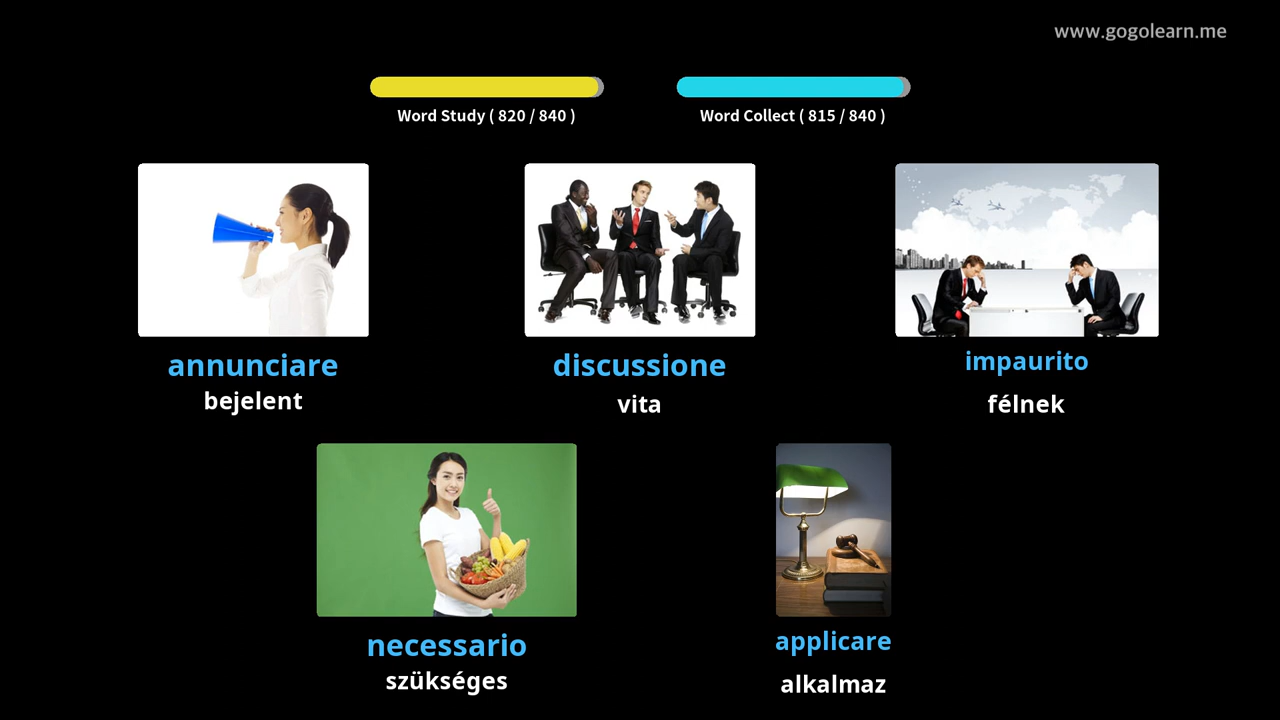 www.gogolearn.me
Word Study ( 820 / 840 )
Word Collect ( 815 / 840 )
annunciare
bejelent
discussione
vita
impaurito
félnek
necessario
szükséges
applicare
alkalmaz